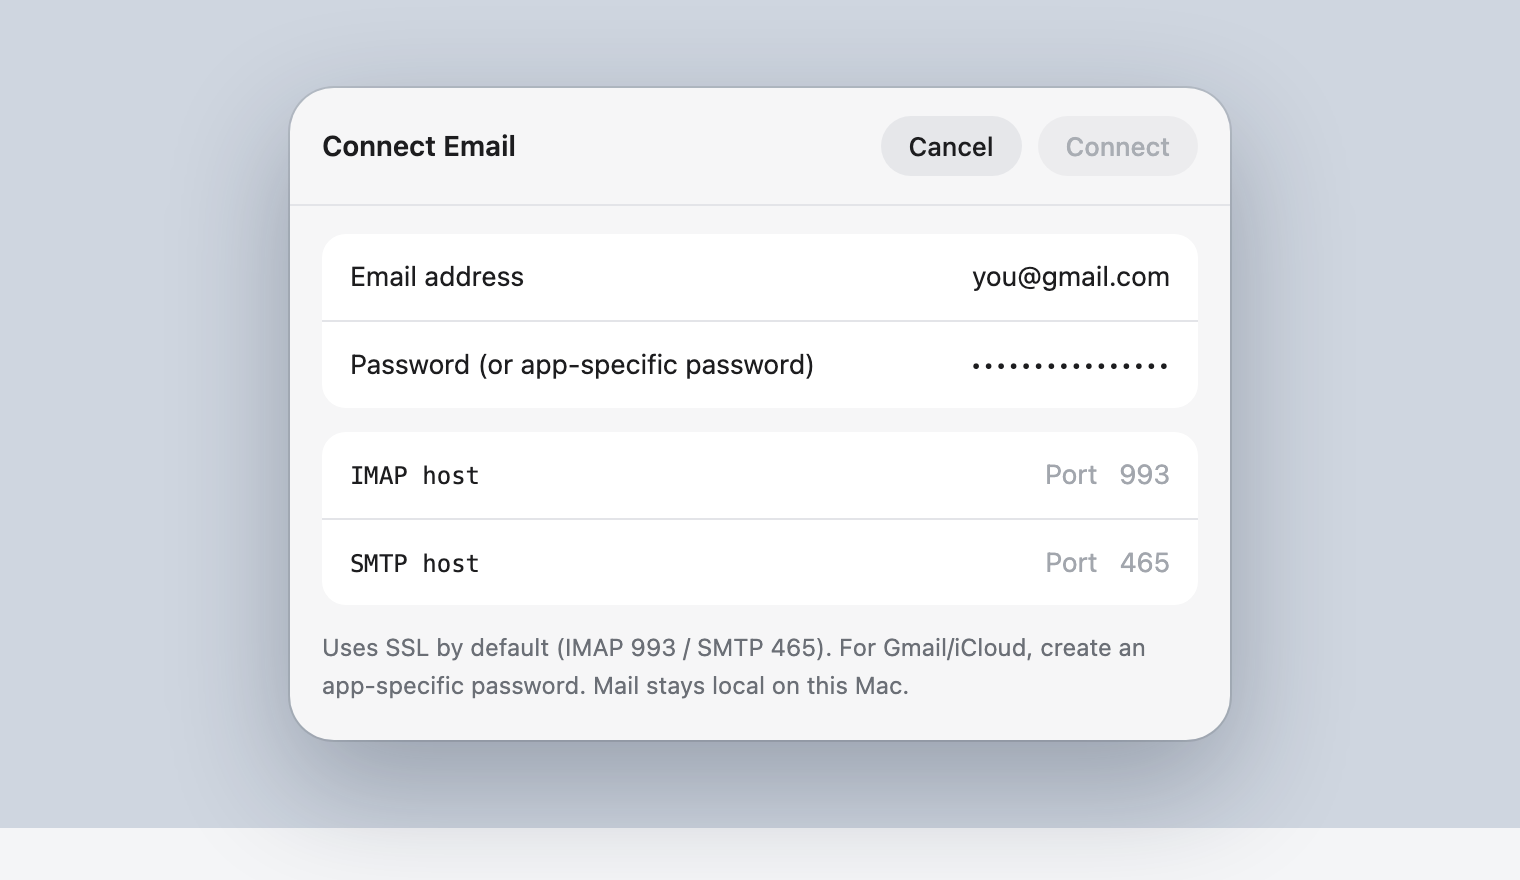 Connect Email
Cancel
Connect
Email address
you@gmail.com
Password (or app-specific password)
••••••••••••••••
IMAP host
Port 993
SMTP host
Port 465
Uses SSL by default (IMAP 993 / SMTP 465). For Gmail/iCloud, create an
app-specific password. Mail stays local on this Mac.